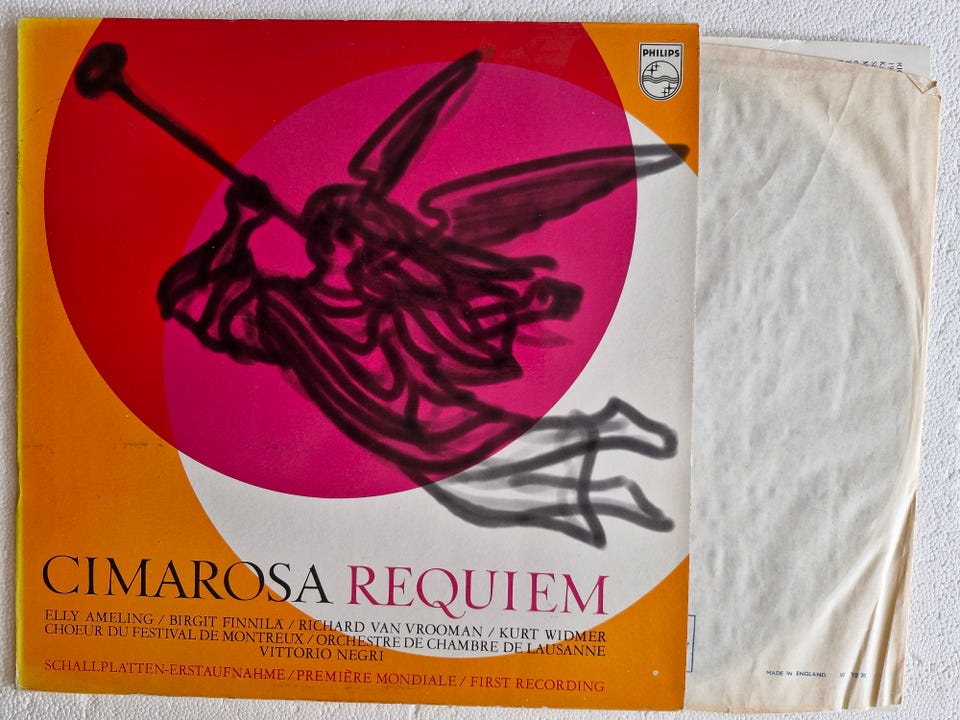 PHILIPS
CIMAROSA REQUIEM
ELLY AMELING / BIRGIT FINNILÄ / RICHARD VAN VROOMAN / KURT WIDMER
CHOEUR DU FESTIVAL DE MONTREUX / ORCHESTRE DE CHAMBRE DE LAUSANNE
VITTORIO NEGRI
SCHALLPLATTEN-ERSTAUFNAHME / PREMIÈRE MONDIALE / FIRST RECORDING
MADE IN ENGLAND